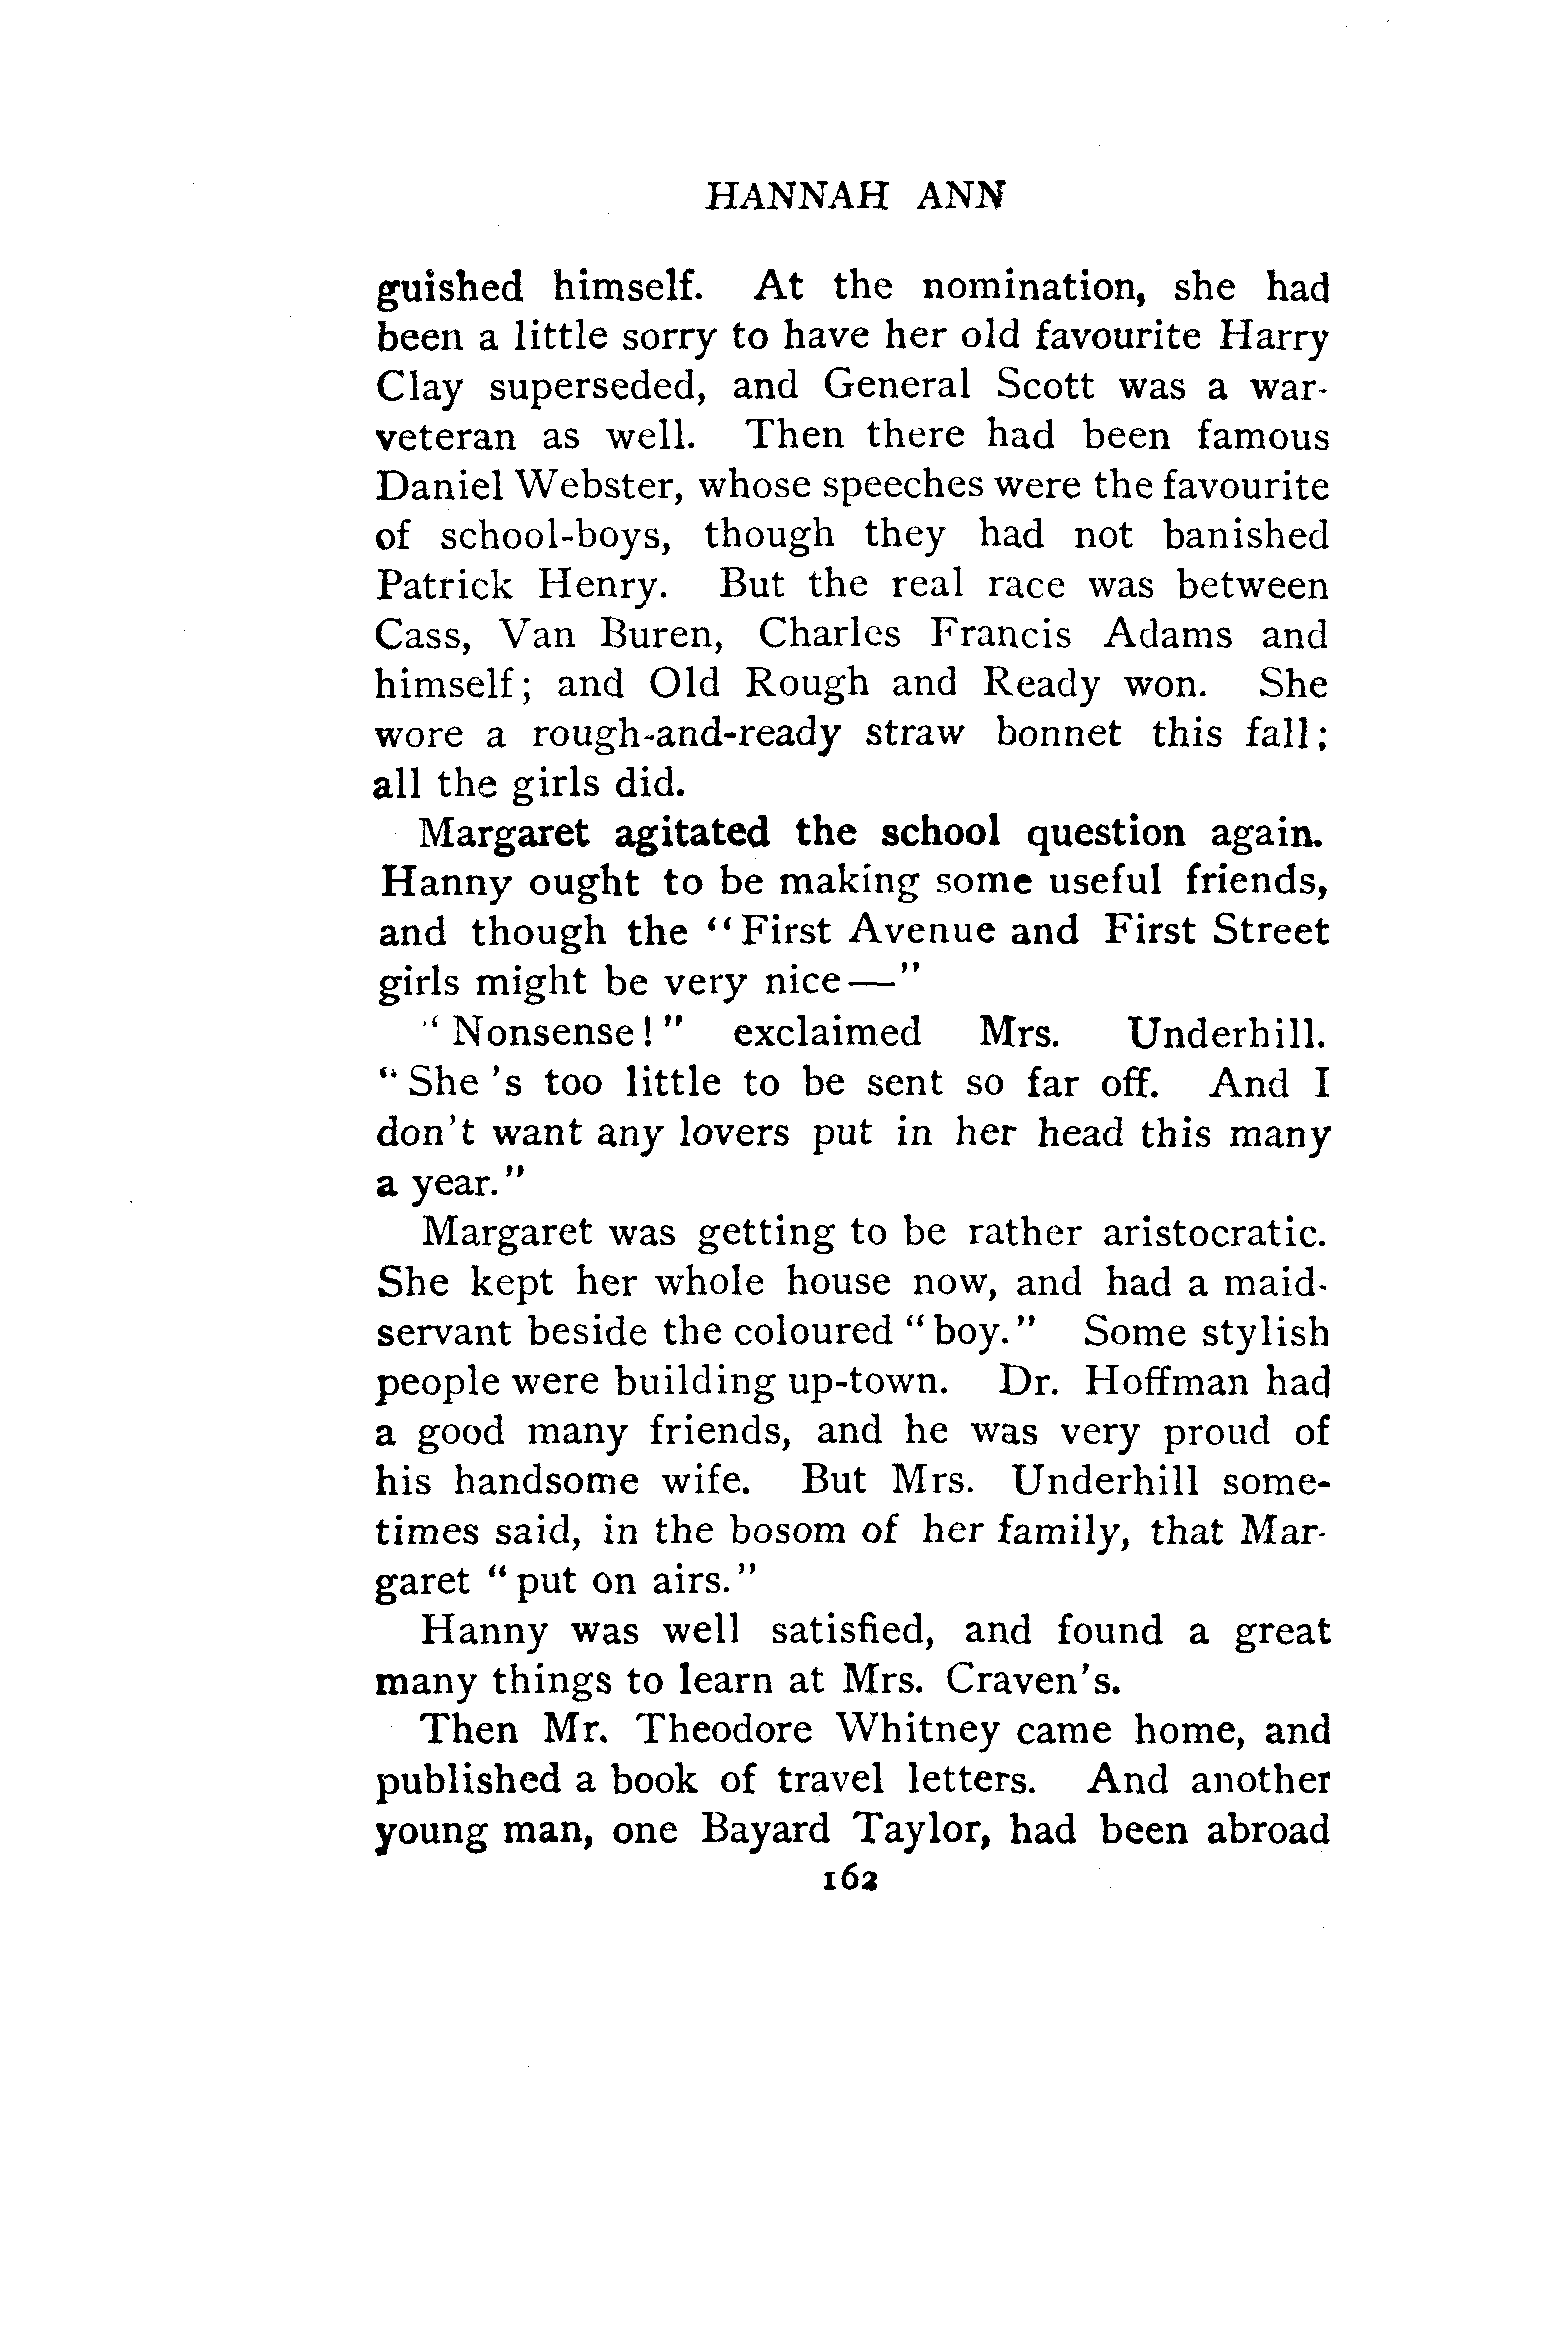 HANNAH ANN
guished himself. At the nomination, she had
been a little sorry to have her old favourite Harry
Clay superseded, and General Scott was a war-
veteran as well. Then there had been famous
Daniel Webster, whose speeches were the favourite
of school-boys, though they had not banished
Patrick Henry. But the real race was between
Cass, Van Buren, Charles Francis Adams and
himself; and Old Rough and Ready won. She
wore a rough-and-ready straw bonnet this fall;
all the girls did.
Margaret agitated the school question again.
Hanny ought to be making some useful friends,
and though the "First Avenue and First Street
girls might be very nice—"
"Nonsense!" exclaimed Mrs. Underhill.
"She 's too little to be sent so far off. And I
don't want any lovers put in her head this many
a year."
Margaret was getting to be rather aristocratic.
She kept her whole house now, and had a maid-
servant beside the coloured "boy." Some stylish
people were building up-town. Dr. Hoffman had
a good many friends, and he was very proud of
his handsome wife. But Mrs. Underhill some-
times said, in the bosom of her family, that Mar-
garet "put on airs."
Hanny was well satisfied, and found a great
many things to learn at Mrs. Craven's.
Then Mr. Theodore Whitney came home, and
published a book of travel letters. And another
young man, one Bayard Taylor, had been abroad
162